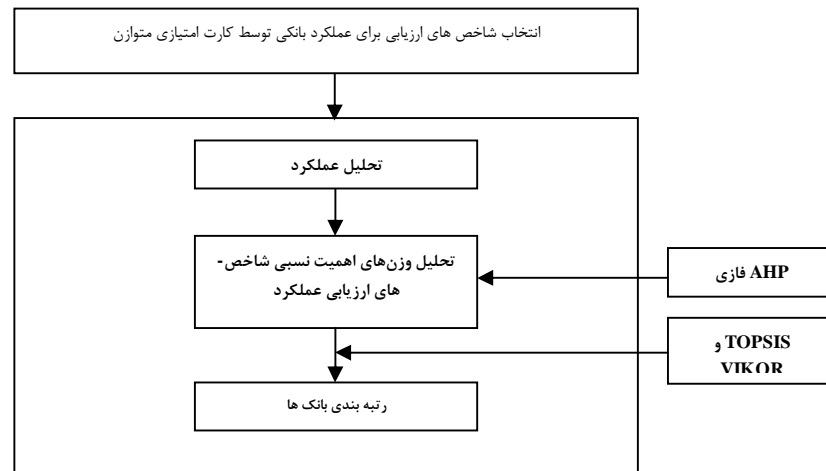 انتخاب شاخص های ارزیابی برای عملکرد بانکی توسط کارت امتیازی متوازن
تحلیل عملکرد
تحلیل وزن‌های اهمیت نسبی شاخص-
های ارزیابی عملکرد
AHP فازی
TOPSIS و
VIKOR
رتبه بندی بانک ها